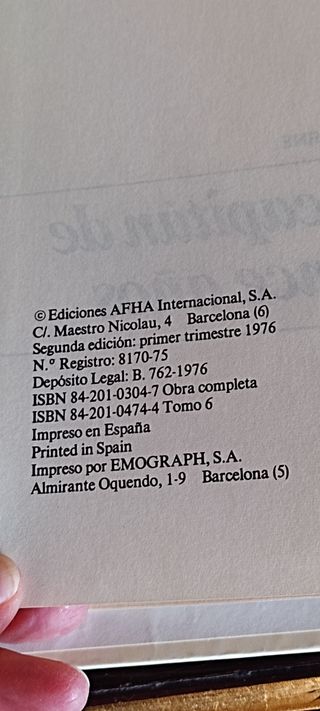 © Ediciones AFHA Internacional, S.A.
C/. Maestro Nicolau, 4 Barcelona (6)
Segunda edición: primer trimestre 1976
N.º Registro: 8170-75
Depósito Legal: B. 762-1976
ISBN 84-201-0304-7 Obra completa
ISBN 84-201-0474-4 Tomo 6
Impreso en España
Printed in Spain
Impreso por EMOGRAPH, S.A.
Almirante Oquendo, 1-9 Barcelona (5)